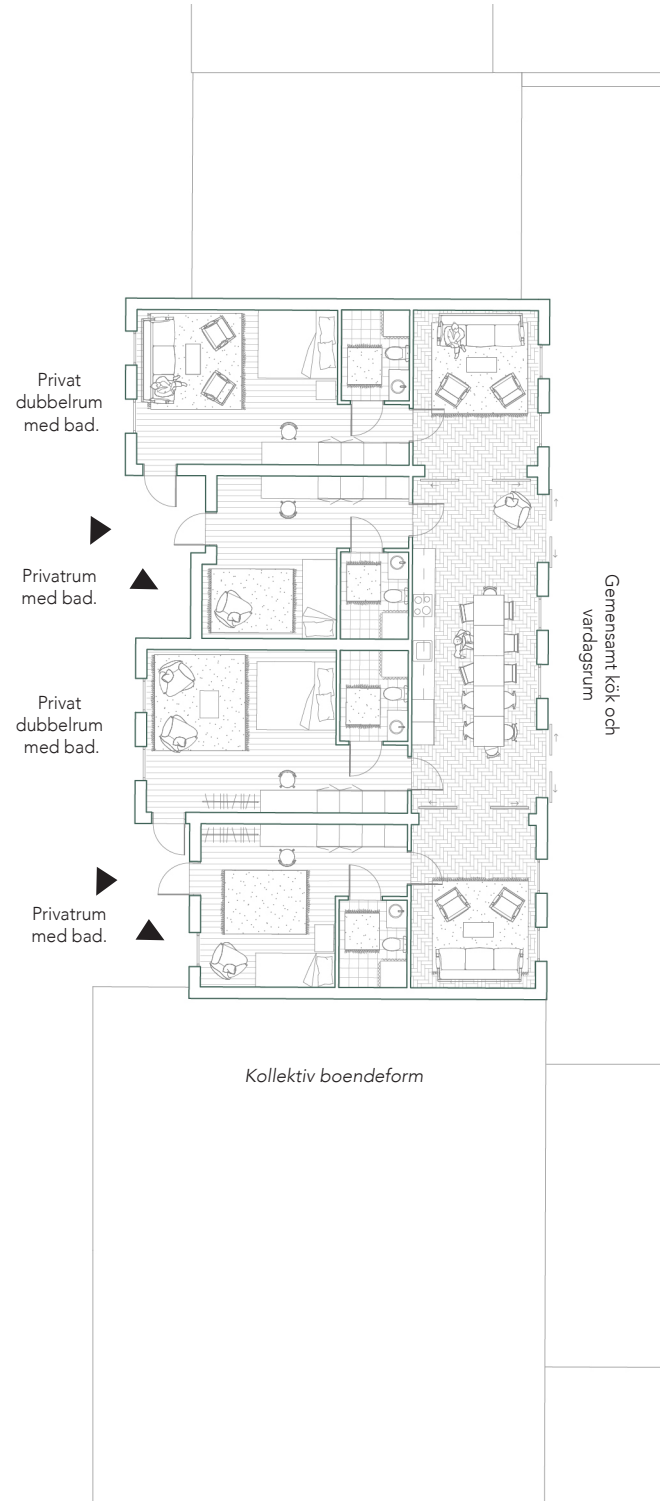 Privat
dubbelrum
med bad.
Privatrum
med bad.
Privat
dubbelrum
med bad.
Privatrum
med bad.
Gemensamt kök och
vardagsrum
Kollektiv boendeform